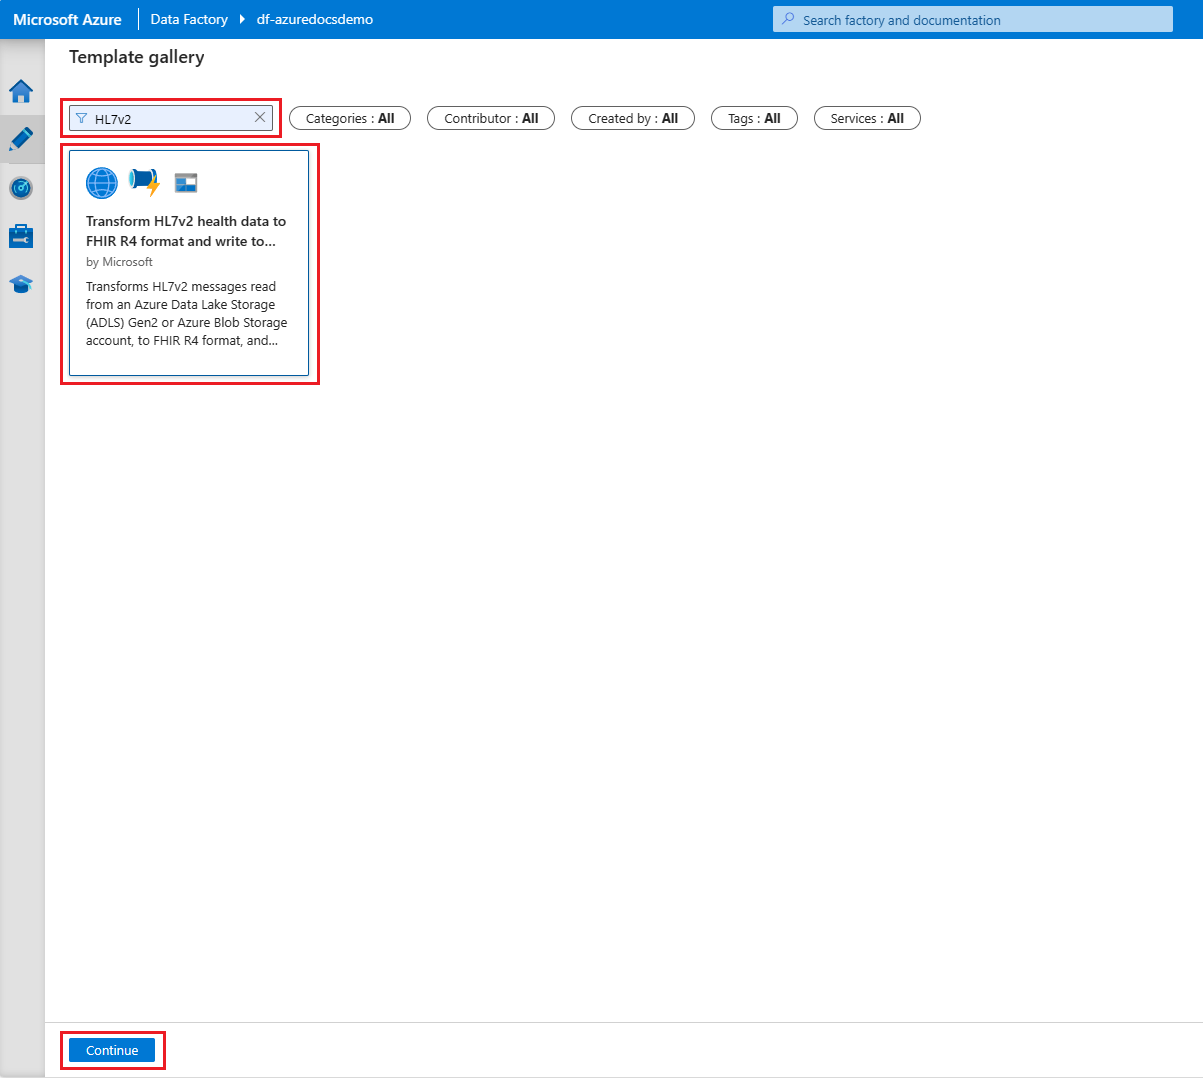 Microsoft Azure Data Factory df-azuredocsdemo Search factory and documentation
Template gallery
HL7v2 Categories : All Contributor : All Created by : All Tags : All Services : All
Transform HL7v2 health data to
FHIR R4 format and write to...
by Microsoft
Transforms HL7v2 messages read
from an Azure Data Lake Storage
(ADLS) Gen2 or Azure Blob Storage
account, to FHIR R4 format, and...
Continue